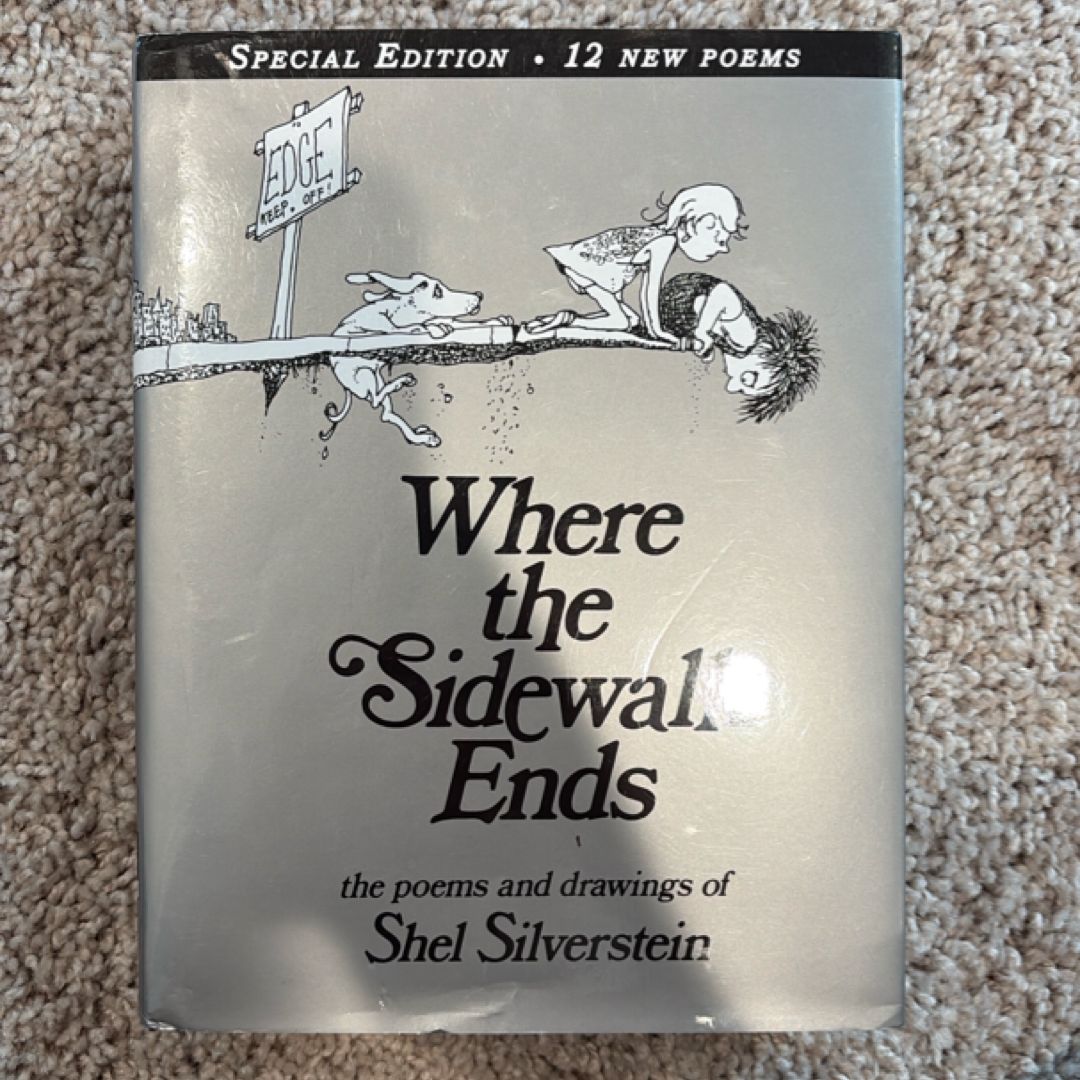 SPECIAL EDITION • 12 NEW POEMS
EDGE
KEEP. OFF!
Where
the
Sidewalk
Ends
the poems and drawings of
Shel Silverstein